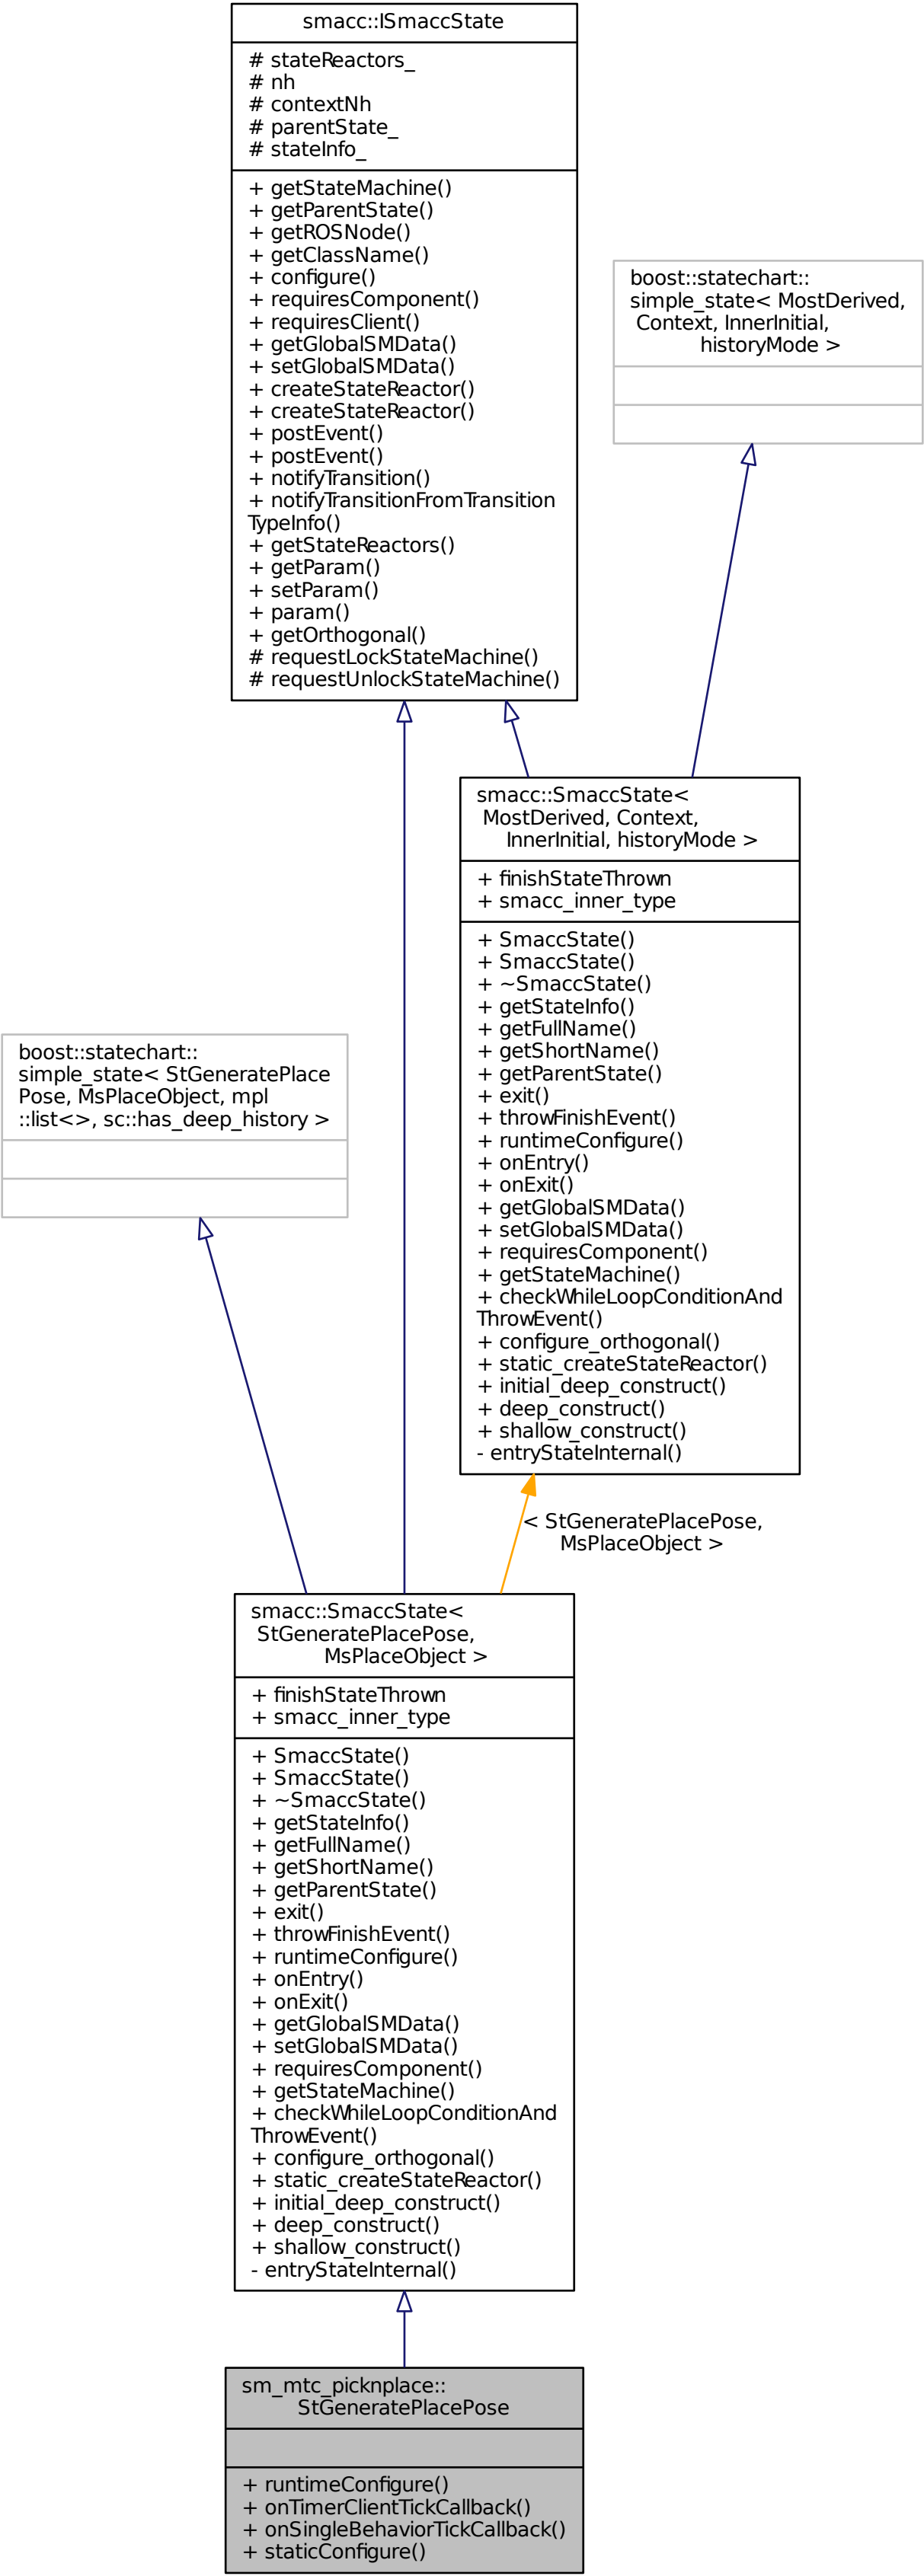 smacc::ISmaccState
# stateReactors_
# nh
# contextNh
# parentState_
# stateInfo_
+ getStateMachine()
+ getParentState()
+ getROSNode()
+ getClassName()
+ configure()
+ requiresComponent()
+ requiresClient()
+ getGlobalSMData()
+ setGlobalSMData()
+ createStateReactor()
+ createStateReactor()
+ postEvent()
+ postEvent()
+ notifyTransition()
+ notifyTransitionFromTransition
TypeInfo()
+ getStateReactors()
+ getParam()
+ setParam()
+ param()
+ getOrthogonal()
# requestLockStateMachine()
# requestUnlockStateMachine()
boost::statechart::
simple_state< MostDerived,
Context, InnerInitial,
historyMode >
smacc::SmaccState<
MostDerived, Context,
InnerInitial, historyMode >
+ finishStateThrown
+ smacc_inner_type
+ SmaccState()
+ SmaccState()
+ ~SmaccState()
+ getStateInfo()
+ getFullName()
+ getShortName()
+ getParentState()
+ exit()
+ throwFinishEvent()
+ runtimeConfigure()
+ onEntry()
+ onExit()
+ getGlobalSMData()
+ setGlobalSMData()
+ requiresComponent()
+ getStateMachine()
+ checkWhileLoopConditionAnd
ThrowEvent()
+ configure_orthogonal()
+ static_createStateReactor()
+ initial_deep_construct()
+ deep_construct()
+ shallow_construct()
- entryStateInternal()
boost::statechart::
simple_state< StGeneratePlace
Pose, MsPlaceObject, mpl
::list<>, sc::has_deep_history >
< StGeneratePlacePose,
MsPlaceObject >
smacc::SmaccState<
StGeneratePlacePose,
MsPlaceObject >
+ finishStateThrown
+ smacc_inner_type
+ SmaccState()
+ SmaccState()
+ ~SmaccState()
+ getStateInfo()
+ getFullName()
+ getShortName()
+ getParentState()
+ exit()
+ throwFinishEvent()
+ runtimeConfigure()
+ onEntry()
+ onExit()
+ getGlobalSMData()
+ setGlobalSMData()
+ requiresComponent()
+ getStateMachine()
+ checkWhileLoopConditionAnd
ThrowEvent()
+ configure_orthogonal()
+ static_createStateReactor()
+ initial_deep_construct()
+ deep_construct()
+ shallow_construct()
- entryStateInternal()
sm_mtc_picknplace::
StGeneratePlacePose
+ runtimeConfigure()
+ onTimerClientTickCallback()
+ onSingleBehaviorTickCallback()
+ staticConfigure()